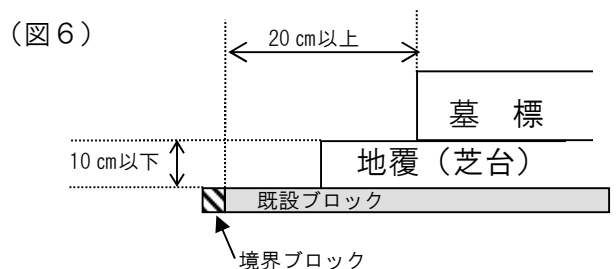 （図６）
20 ㎝以上
墓　標
10 ㎝以下
地覆（芝台）
既設ブロック
境界ブロック